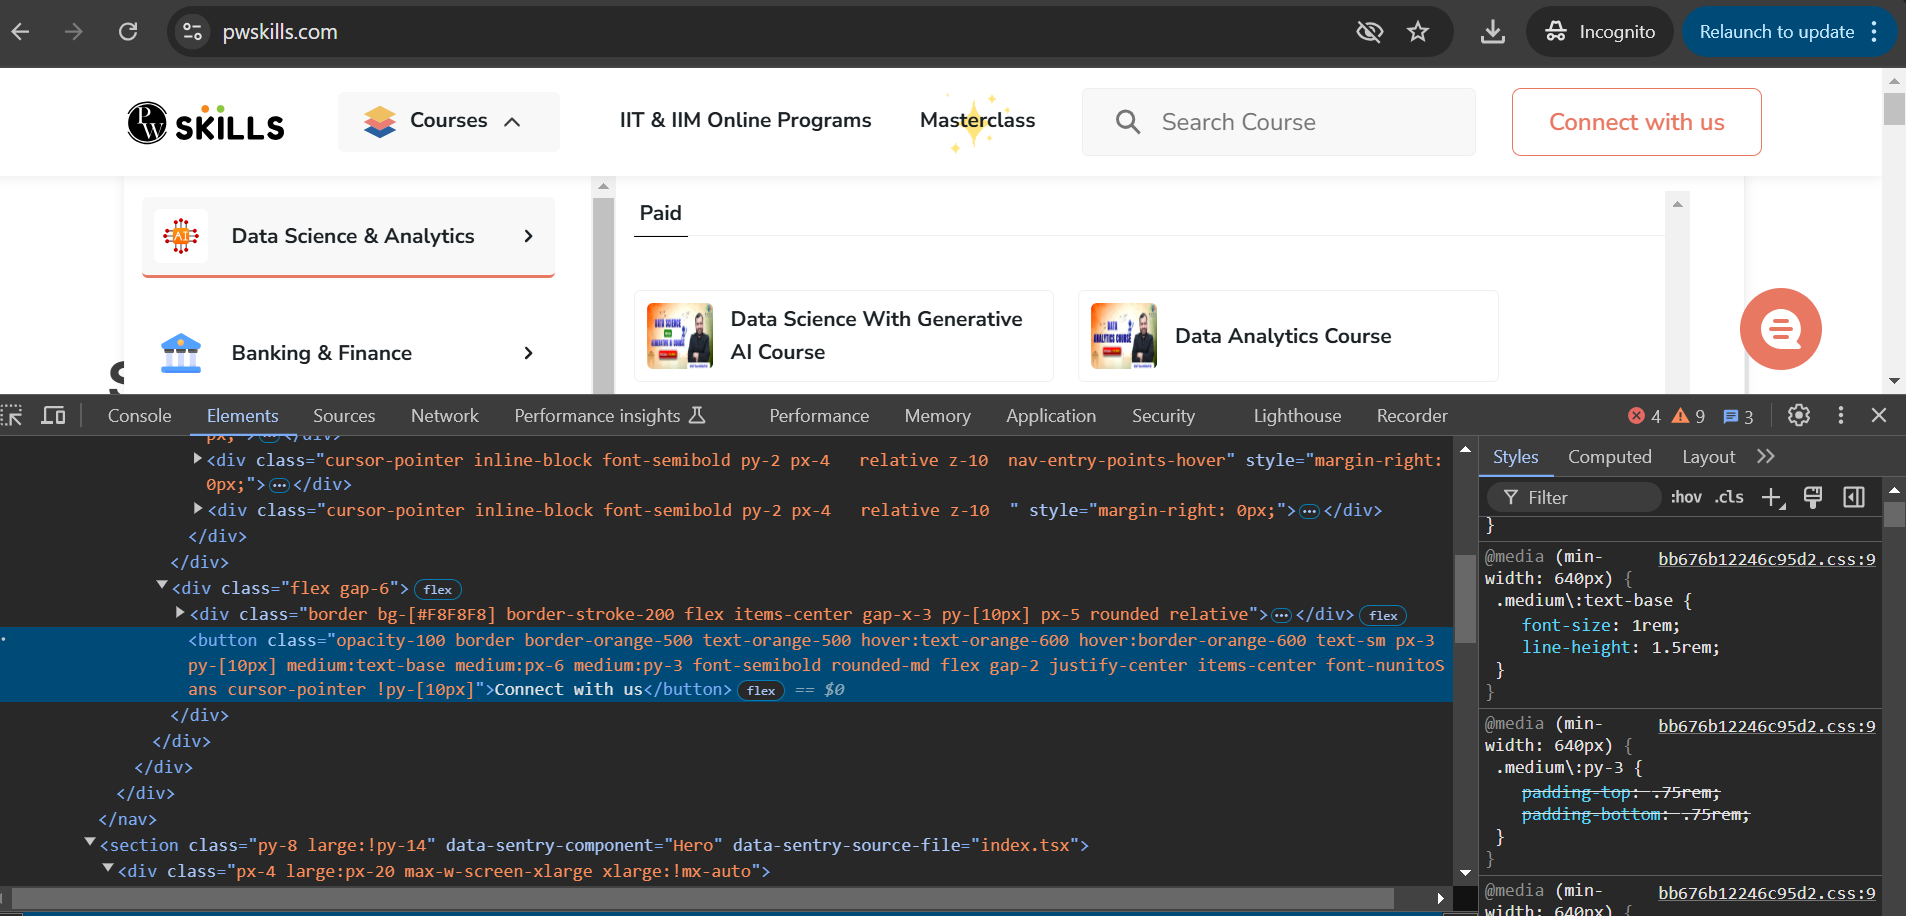 pwskills.com
Incognito
Relaunch to update
PW SKILLS
Courses
IIT & IIM Online Programs
Masterclass
Search Course
Connect with us
AI
Data Science & Analytics
Banking & Finance
Paid
Data Science With Generative
AI Course
DATA ANALYTICS COURSE
Data Analytics Course
Console Elements Sources Network Performance insights Performance Memory Application Security Lighthouse Recorder 4 9 3
px;"> … </div>
<div class="cursor-pointer inline-block font-semibold py-2 px-4   relative z-10  nav-entry-points-hover" style="margin-right:
0px;"> … </div>
<div class="cursor-pointer inline-block font-semibold py-2 px-4   relative z-10  " style="margin-right: 0px;"> … </div>
</div>
</div>
<div class="flex gap-6"> flex
<div class="border bg-[#F8F8F8] border-stroke-200 flex items-center gap-x-3 py-[10px] px-5 rounded relative"> … </div> flex
<button class="opacity-100 border border-orange-500 text-orange-500 hover:text-orange-600 hover:border-orange-600 text-sm px-3
py-[10px] medium:text-base medium:px-6 medium:py-3 font-semibold rounded-md flex gap-2 justify-center items-center font-nunitoS
ans cursor-pointer !py-[10px]">Connect with us</button> flex == $0
</div>
</div>
</div>
</div>
</nav>
<section class="py-8 large:!py-14" data-sentry-component="Hero" data-sentry-source-file="index.tsx">
<div class="px-4 large:px-20 max-w-screen-xlarge xlarge:!mx-auto">
Styles Computed Layout
Filter :hov .cls
}
@media (min- bb676b12246c95d2.css:9
width: 640px) {
.medium\:text-base {
font-size: 1rem;
line-height: 1.5rem;
}
}
@media (min- bb676b12246c95d2.css:9
width: 640px) {
.medium\:py-3 {
padding-top: .75rem;
padding-bottom: .75rem;
}
}
@media (min- bb676b12246c95d2.css:9
width: 640px) {